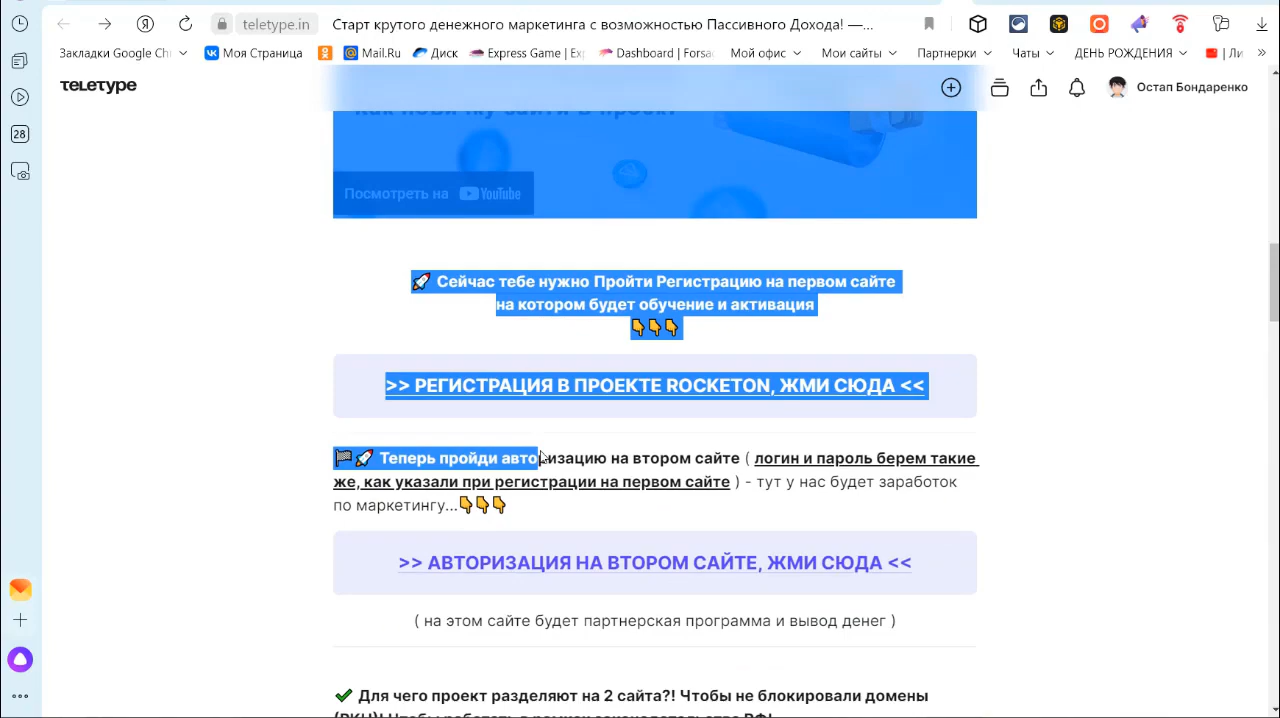 teletype.in
Старт крутого денежного маркетинга с возможностью Пассивного Дохода! —...
Закладки Google Ch
Моя Страница
Mail.Ru
Диск
Express Game | Ex
Dashboard | Forsa
Мой офис
Мои сайты
Партнерки
Чаты
ДЕНЬ РОЖДЕНИЯ
| Ли
»
TELETYPE
Остап Бондаренко
28
Посмотреть на YouTube
Сейчас тебе нужно Пройти Регистрацию на первом сайте
на котором будет обучение и активация
>> РЕГИСТРАЦИЯ В ПРОЕКТЕ ROCKETON, ЖМИ СЮДА <<
Теперь пройди авторизацию на втором сайте ( логин и пароль берем такие
же, как указали при регистрации на первом сайте ) - тут у нас будет заработок
по маркетингу...
>> АВТОРИЗАЦИЯ НА ВТОРОМ САЙТЕ, ЖМИ СЮДА <<
( на этом сайте будет партнерская программа и вывод денег )
Для чего проект разделяют на 2 сайта?! Чтобы не блокировали домены